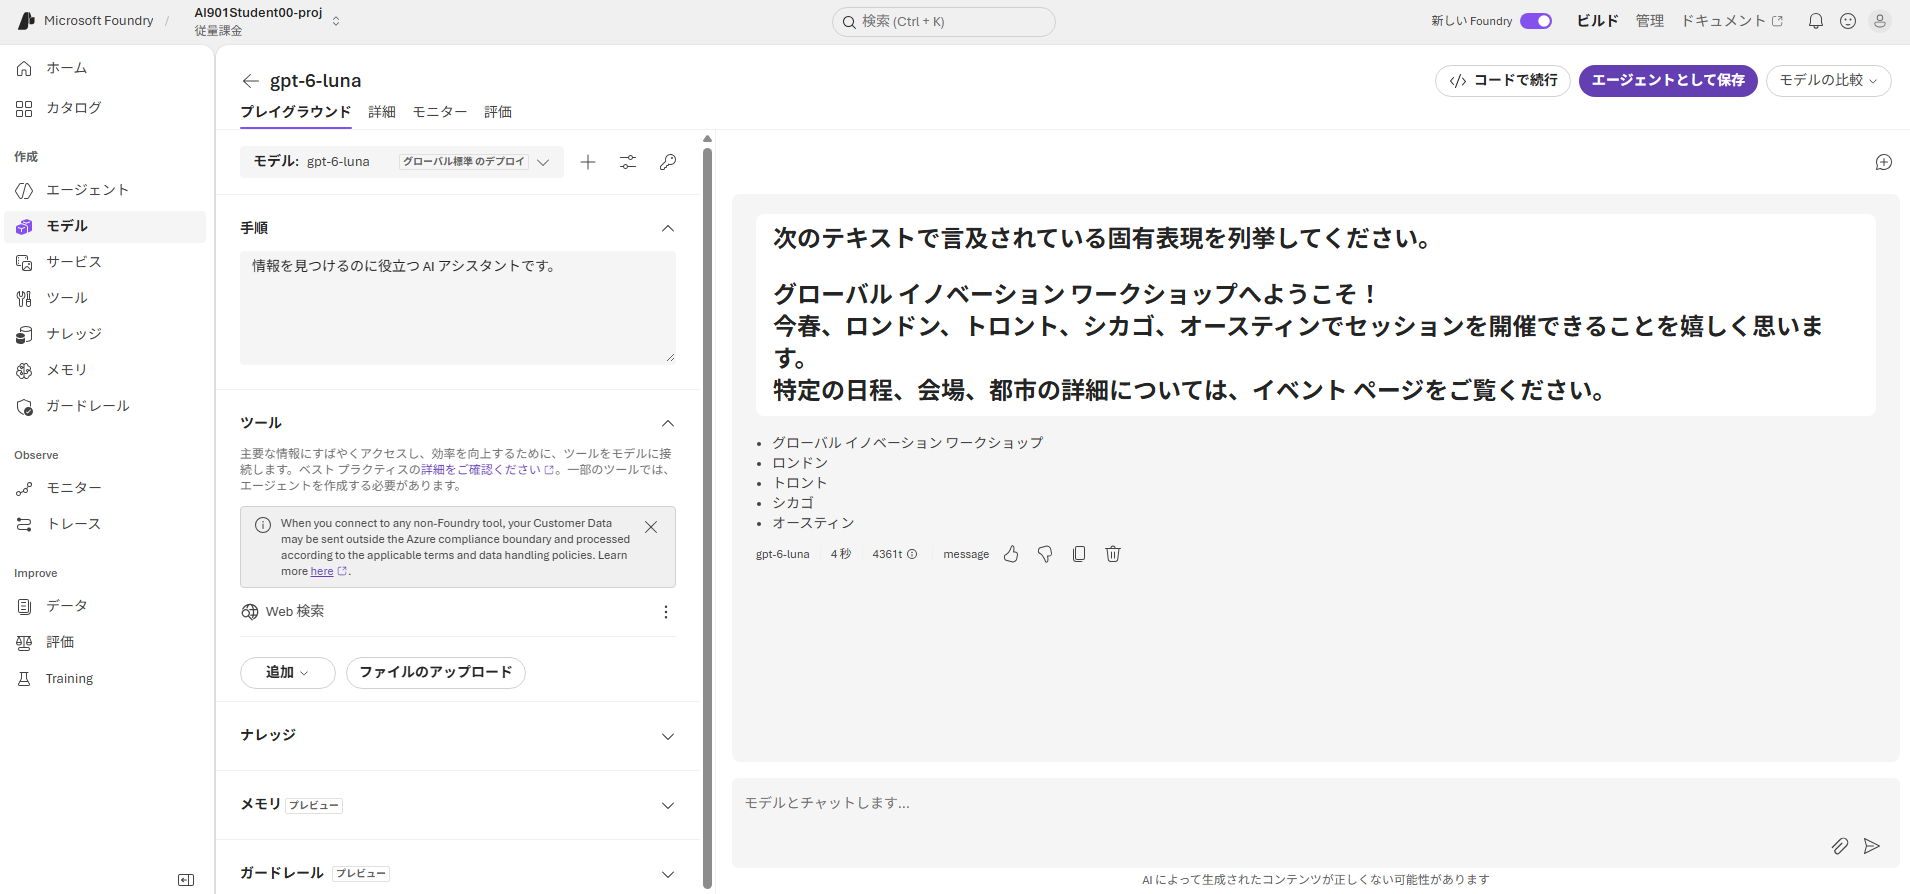 Microsoft Foundry / AI901Student00-proj
従量課金
検索 (Ctrl + K)
新しい Foundry ビルド 管理 ドキュメント
ホーム
カタログ
作成
エージェント
モデル
サービス
ツール
ナレッジ
メモリ
ガードレール
Observe
モニター
トレース
Improve
データ
評価
Training
gpt-6-luna
コードで続行 エージェントとして保存 モデルの比較
プレイグラウンド 詳細 モニター 評価
モデル: gpt-6-luna グローバル標準 のデプロイ
手順
情報を見つけるのに役立つ AI アシスタントです。
ツール
主要な情報にすばやくアクセスし、効率を向上するために、ツールをモデルに接
続します。ベスト プラクティスの詳細をご確認ください。一部のツールでは、
エージェントを作成する必要があります。
When you connect to any non-Foundry tool, your Customer Data
may be sent outside the Azure compliance boundary and processed
according to the applicable terms and data handling policies. Learn
more here.
Web 検索
追加 ファイルのアップロード
ナレッジ
メモリ プレビュー
ガードレール プレビュー
次のテキストで言及されている固有表現を列挙してください。
グローバル イノベーション ワークショップへようこそ！
今春、ロンドン、トロント、シカゴ、オースティンでセッションを開催できることを嬉しく思いま
す。
特定の日程、会場、都市の詳細については、イベント ページをご覧ください。
• グローバル イノベーション ワークショップ
• ロンドン
• トロント
• シカゴ
• オースティン
gpt-6-luna 4 秒 4361t message
モデルとチャットします...
AI によって生成されたコンテンツが正しくない可能性があります